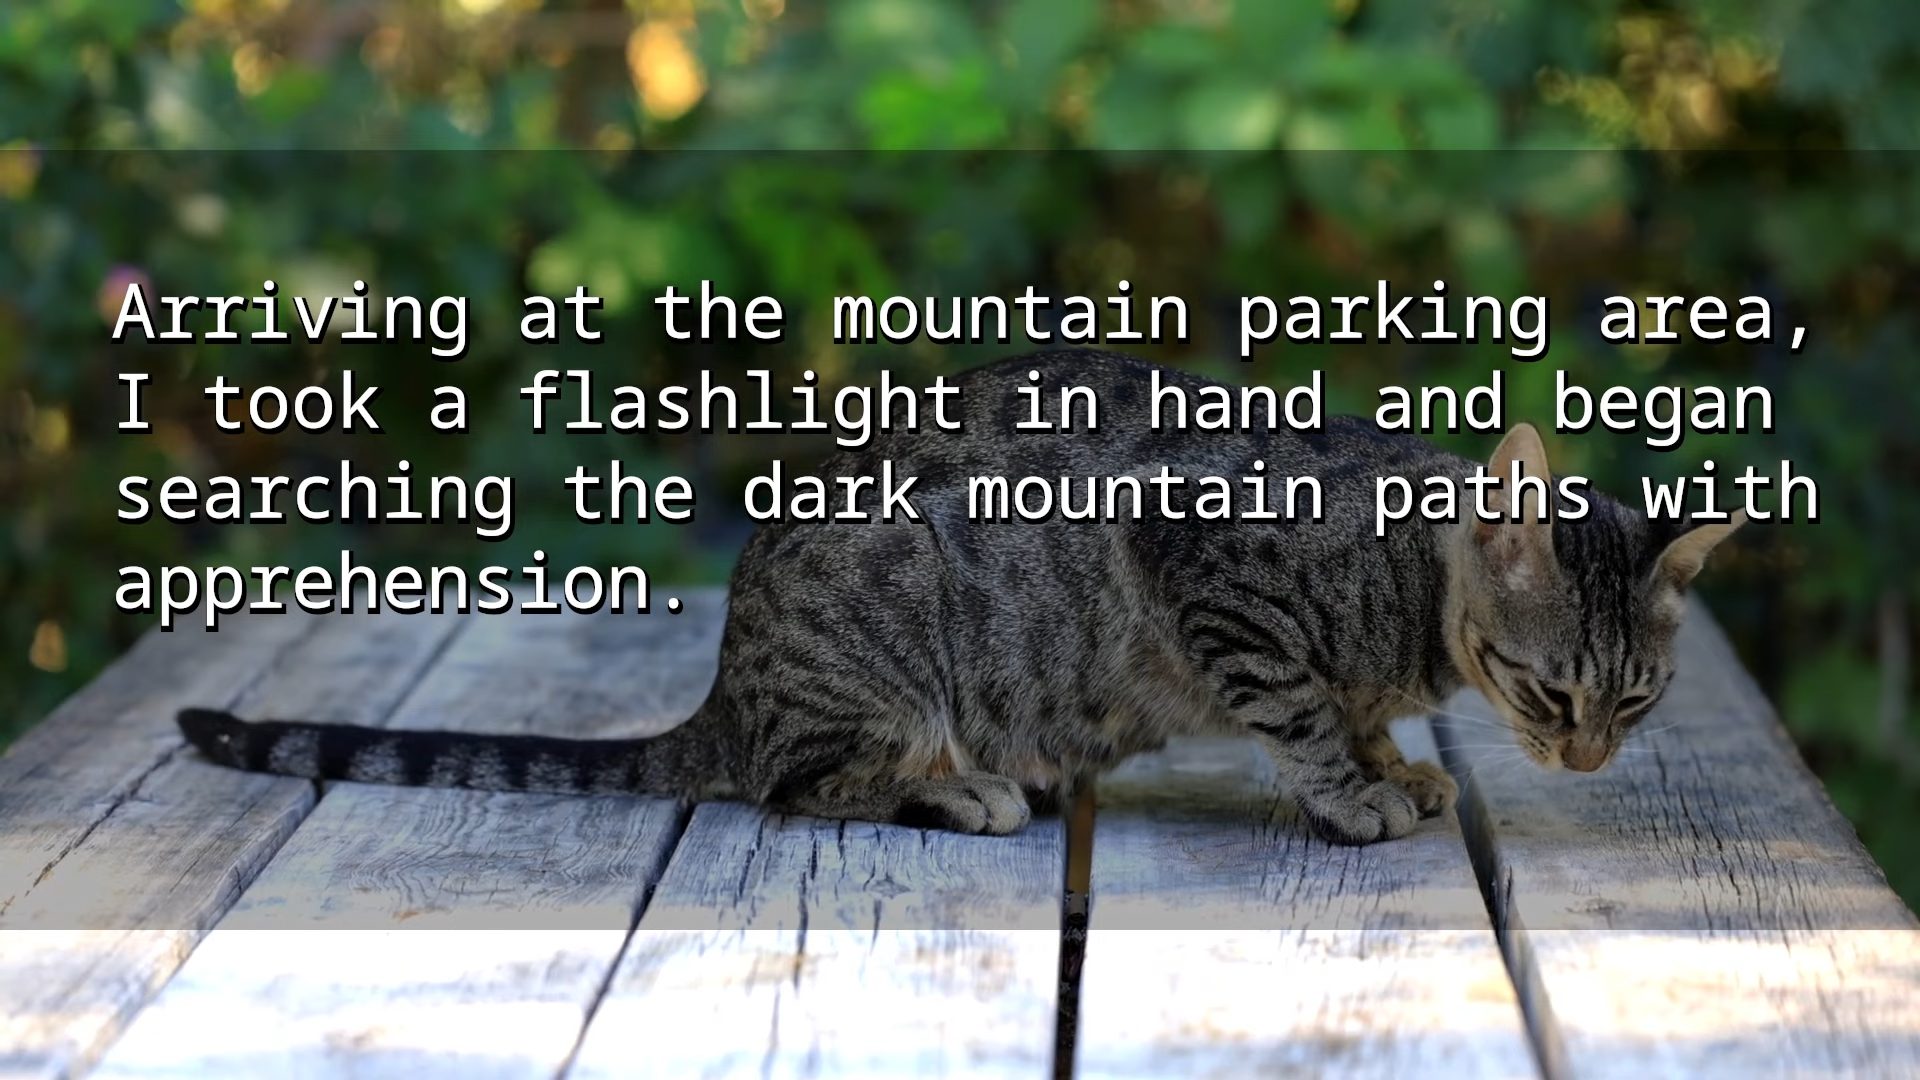 Arriving at the mountain parking area,
I took a flashlight in hand and began
searching the dark mountain paths with
apprehension.